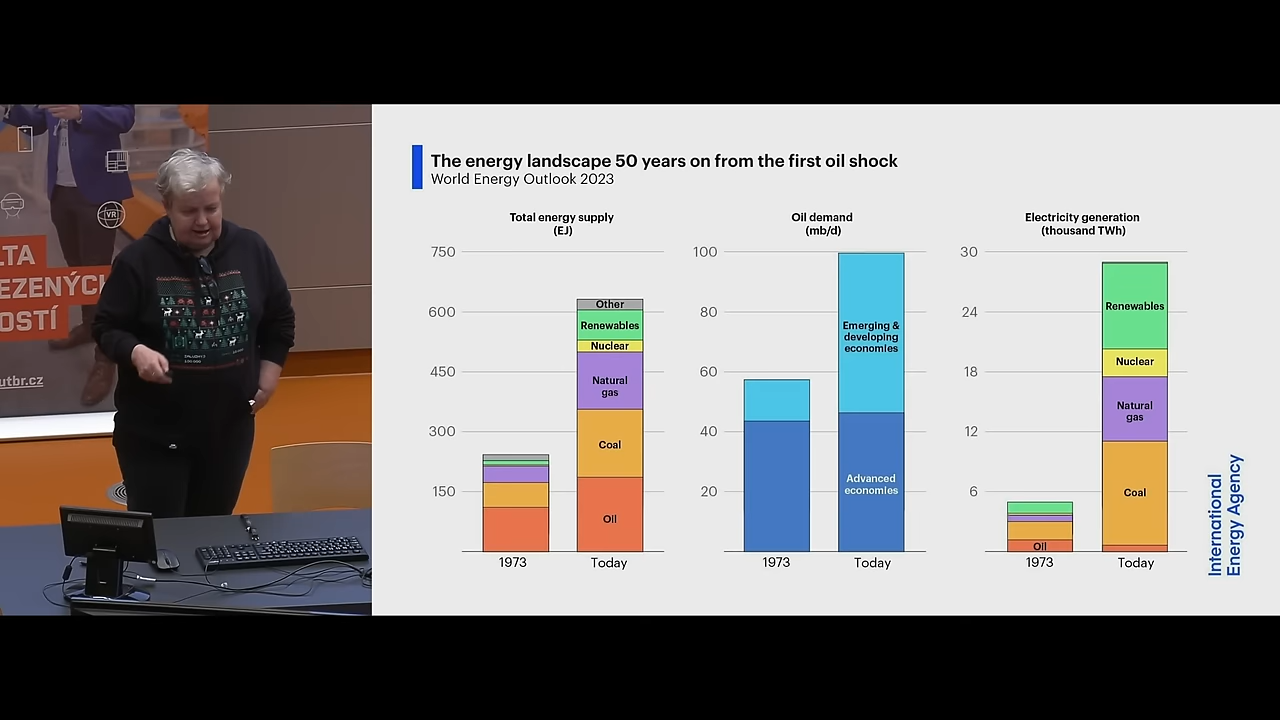 VR
LTA
EZENÝCH
OSTÍ
utbr.cz
The energy landscape 50 years on from the first oil shock
World Energy Outlook 2023
Total energy supply
(EJ)
750
600
450
300
150
Other
Renewables
Nuclear
Natural
gas
Coal
Oil
1973
Today
Oil demand
(mb/d)
100
80
60
40
20
Emerging &
developing
economies
Advanced
economies
1973
Today
Electricity generation
(thousand TWh)
30
24
18
12
6
Renewables
Nuclear
Natural
gas
Coal
Oil
1973
Today
International
Energy Agency